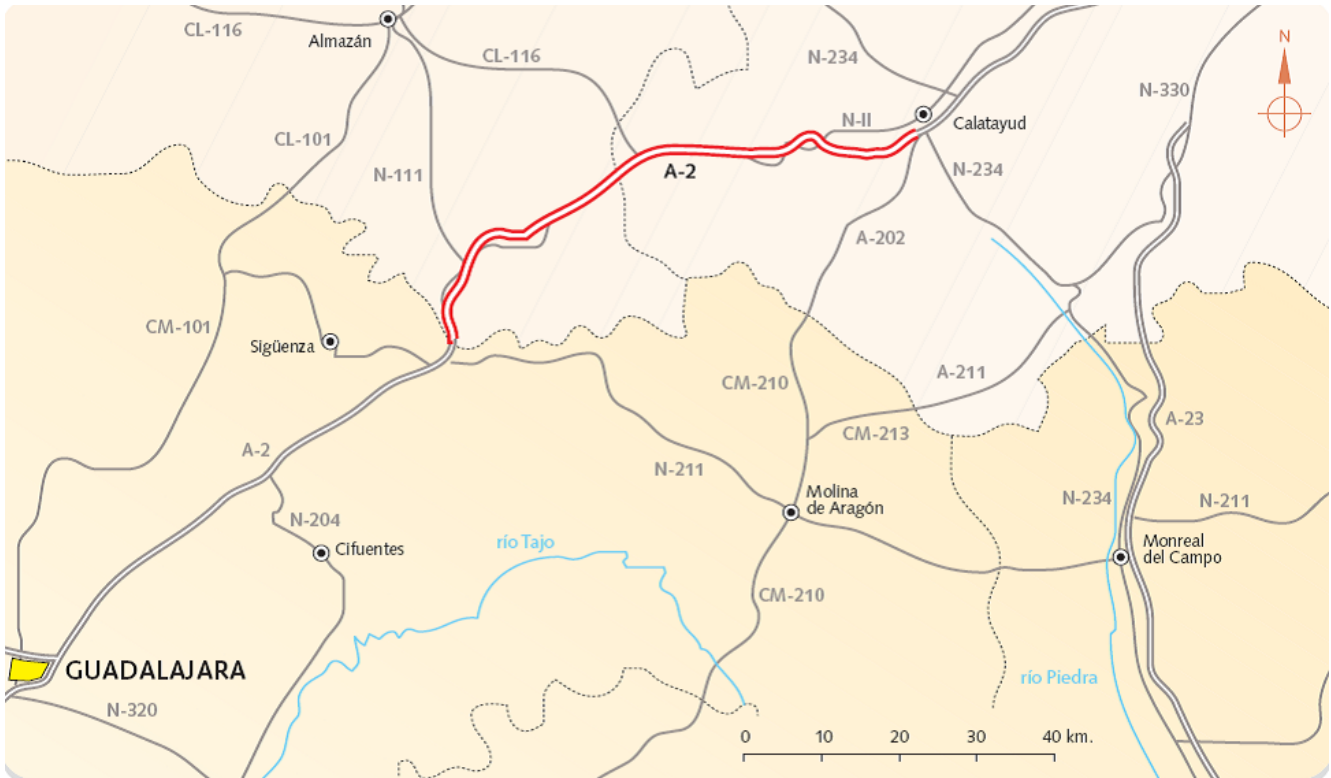 CL-116
Almazán
CL-116
N-234
N
N-330
N-II
Calatayud
CL-101
N-111
A-2
N-234
A-202
CM-101
Sigüenza
CM-210
A-211
A-23
CM-213
A-2
N-211
Molina
de Aragón
N-234
N-211
N-204
Cifuentes
río Tajo
Monreal
del Campo
CM-210
GUADALAJARA
río Piedra
N-320
0 10 20 30 40 km.